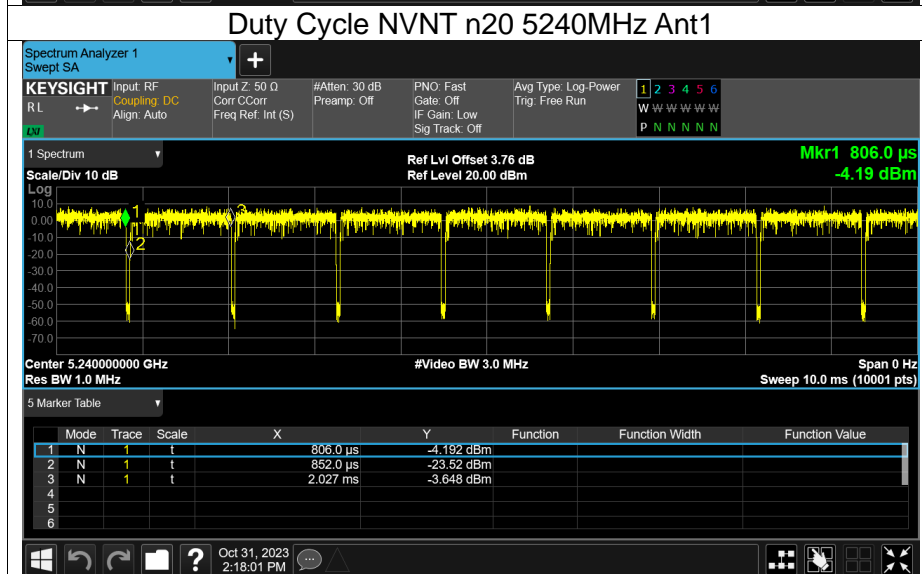 Duty Cycle NVNT n20 5240MHz Ant1
Spectrum Analyzer 1
Swept SA
+
KEYSIGHT
R L
LXI
Input: RF
Coupling: DC
Align: Auto
Input Z: 50 Ω
Corr CCorr
Freq Ref: Int (S)
#Atten: 30 dB
Preamp: Off
PNO: Fast
Gate: Off
IF Gain: Low
Sig Track: Off
Avg Type: Log-Power
Trig: Free Run
1 2 3 4 5 6
W W W W W W
P N N N N N
1 Spectrum
Scale/Div 10 dB
Ref Lvl Offset 3.76 dB
Ref Level 20.00 dBm
Mkr1 806.0 µs
-4.19 dBm
Log
10.0
0.00
-10.0
-20.0
-30.0
-40.0
-50.0
-60.0
-70.0
1
2
3
Center 5.240000000 GHz
Res BW 1.0 MHz
#Video BW 3.0 MHz
Span 0 Hz
Sweep 10.0 ms (10001 pts)
5 Marker Table
Mode Trace Scale X Y Function Function Width Function Value
1 N 1 t 806.0 µs -4.192 dBm
2 N 1 t 852.0 µs -23.52 dBm
3 N 1 t 2.027 ms -3.648 dBm
4
5
6
?
Oct 31, 2023
2:18:01 PM